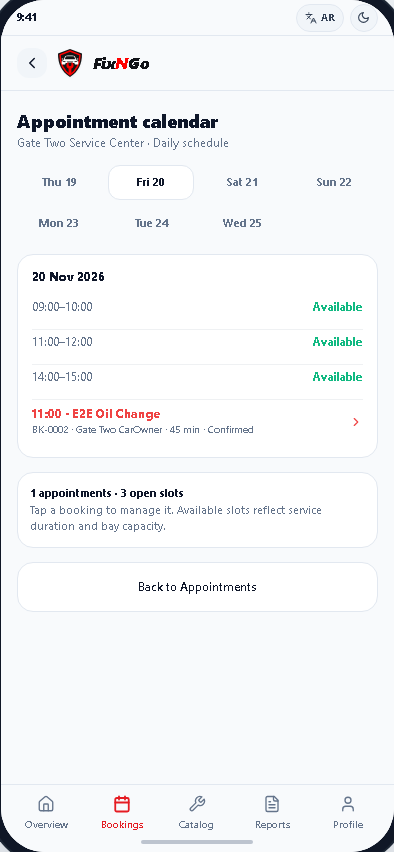 9:41
AR
FixNGo
Appointment calendar
Gate Two Service Center · Daily schedule
Thu 19 Fri 20 Sat 21 Sun 22
Mon 23 Tue 24 Wed 25
20 Nov 2026
09:00–10:00 Available
11:00–12:00 Available
14:00–15:00 Available
11:00 - E2E Oil Change
BK-0002 · Gate Two CarOwner · 45 min · Confirmed
1 appointments · 3 open slots
Tap a booking to manage it. Available slots reflect service
duration and bay capacity.
Back to Appointments
Overview Bookings Catalog Reports Profile